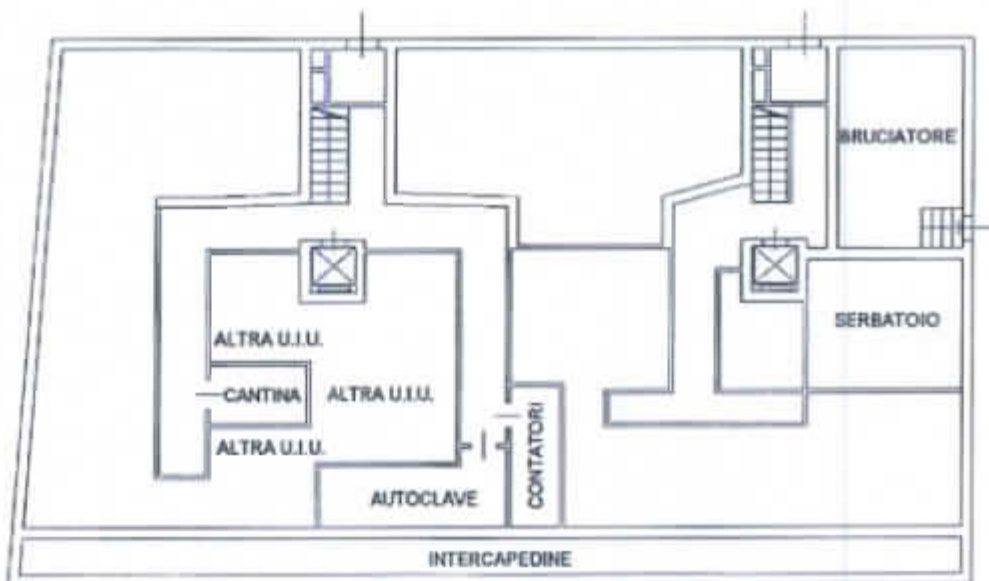 BRUCIATORE
SERBATOIO
ALTRA U.I.U.
CANTINA
ALTRA U.I.U.
ALTRA U.I.U.
CONTATORI
AUTOCLAVE
INTERCAPEDINE